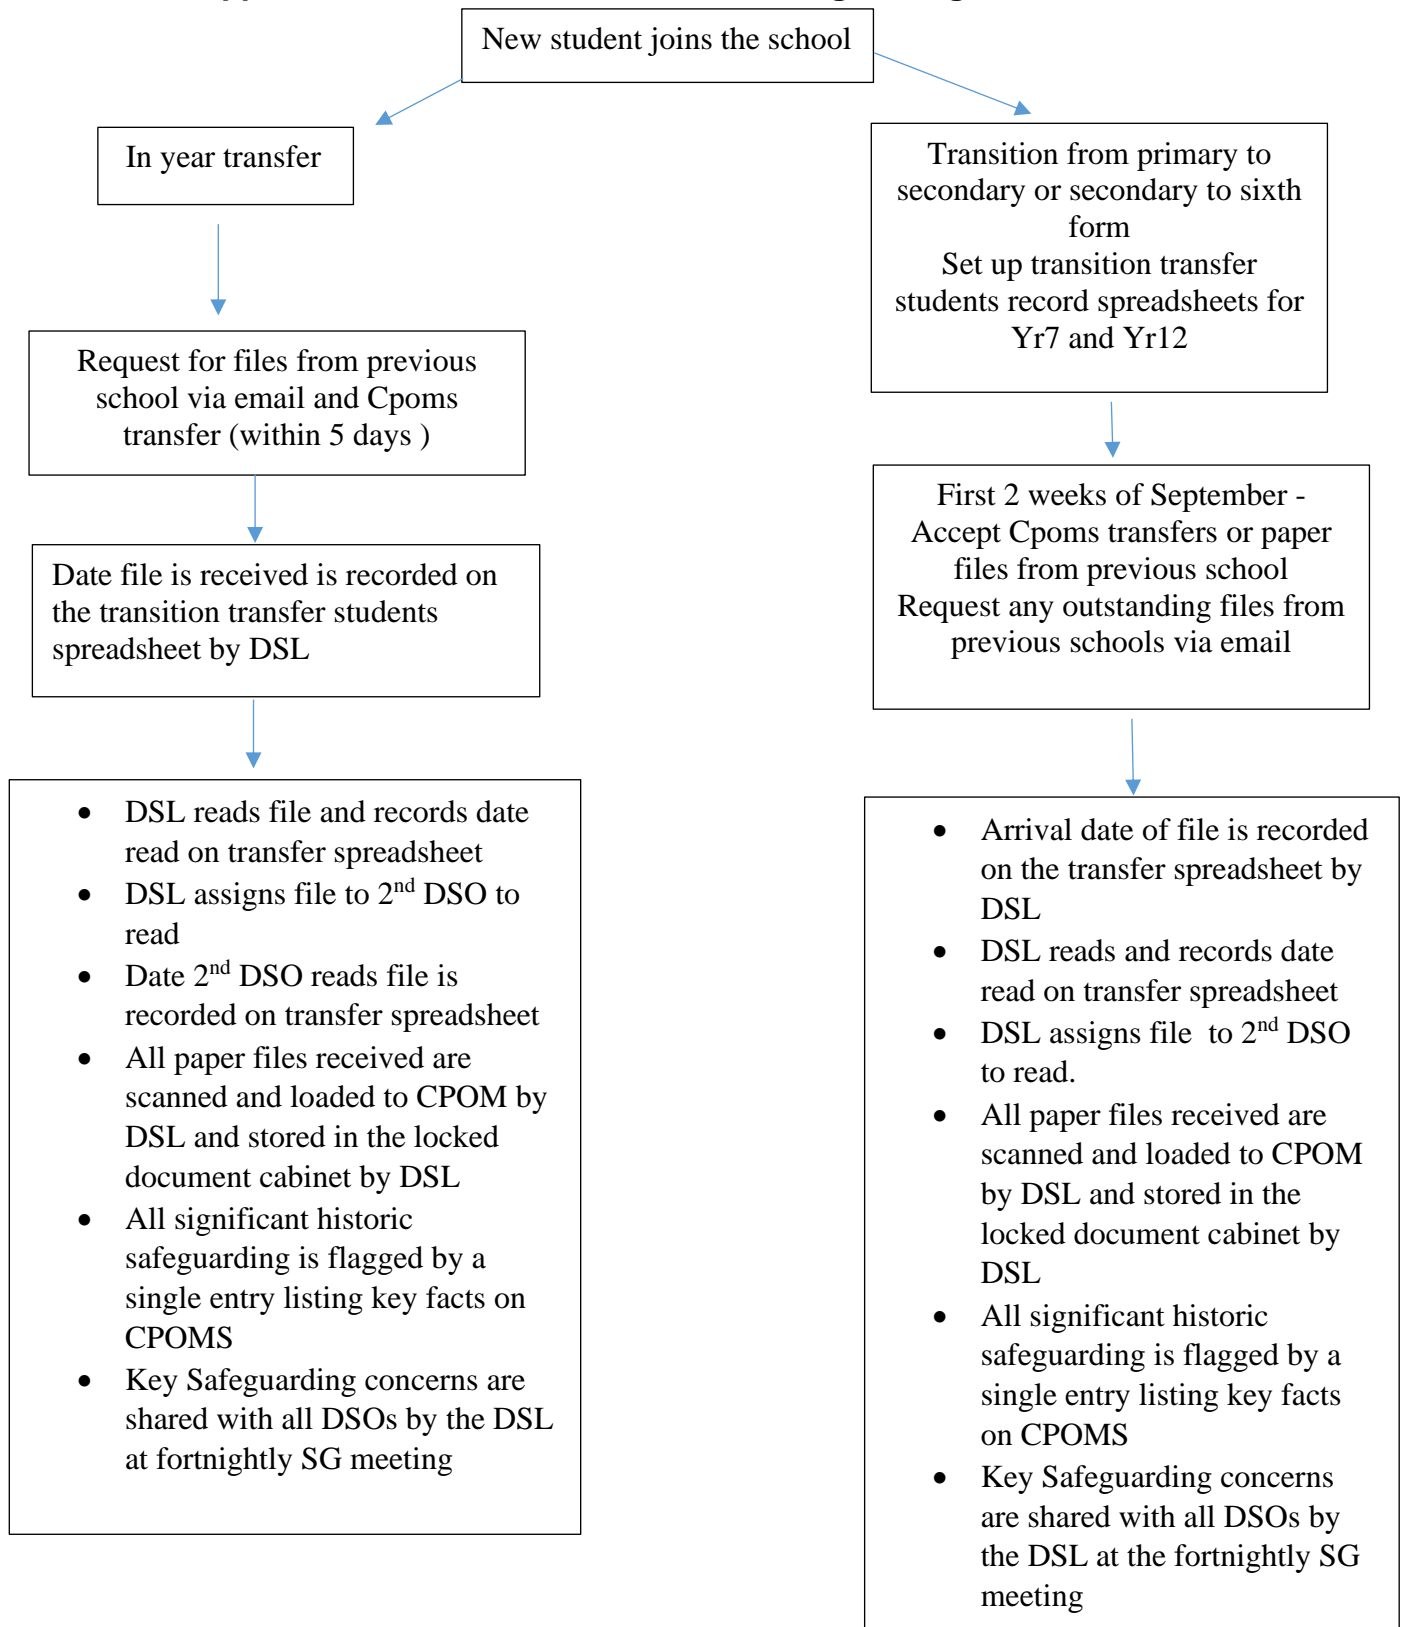 New student joins the school
In year transfer
Request for files from previous
school via email and Cpoms
transfer (within 5 days )
Date file is received is recorded on
the transition transfer students
spreadsheet by DSL
• DSL reads file and records date
read on transfer spreadsheet
• DSL assigns file to 2nd DSO to
read
• Date 2nd DSO reads file is
recorded on transfer spreadsheet
• All paper files received are
scanned and loaded to CPOM by
DSL and stored in the locked
document cabinet by DSL
• All significant historic
safeguarding is flagged by a
single entry listing key facts on
CPOMS
• Key Safeguarding concerns are
shared with all DSOs by the DSL
at fortnightly SG meeting
Transition from primary to
secondary or secondary to sixth
form
Set up transition transfer
students record spreadsheets for
Yr7 and Yr12
First 2 weeks of September -
Accept Cpoms transfers or paper
files from previous school
Request any outstanding files from
previous schools via email
• Arrival date of file is recorded
on the transfer spreadsheet by
DSL
• DSL reads and records date
read on transfer spreadsheet
• DSL assigns file  to 2nd DSO
to read.
• All paper files received are
scanned and loaded to CPOM
by DSL and stored in the
locked document cabinet by
DSL
• All significant historic
safeguarding is flagged by a
single entry listing key facts
on CPOMS
• Key Safeguarding concerns
are shared with all DSOs by
the DSL at the fortnightly SG
meeting